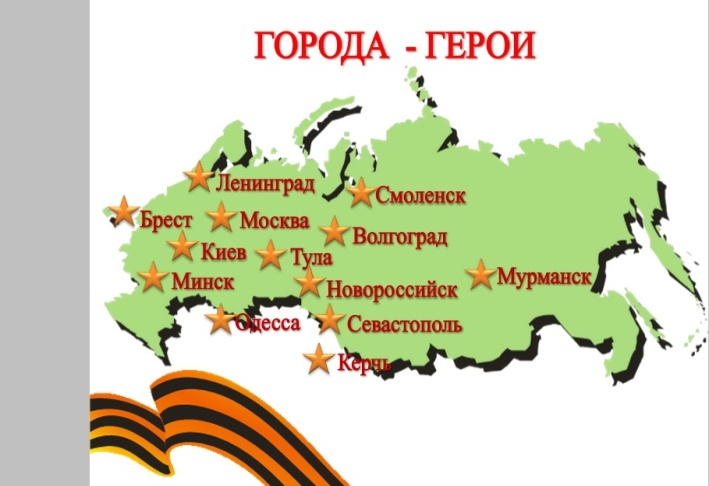 ГОРОДА - ГЕРОИ
Ленинград
Смоленск
Брест
Москва
Волгоград
Киев
Тула
Минск
Новороссийск
Мурманск
Одесса
Севастополь
Керчь